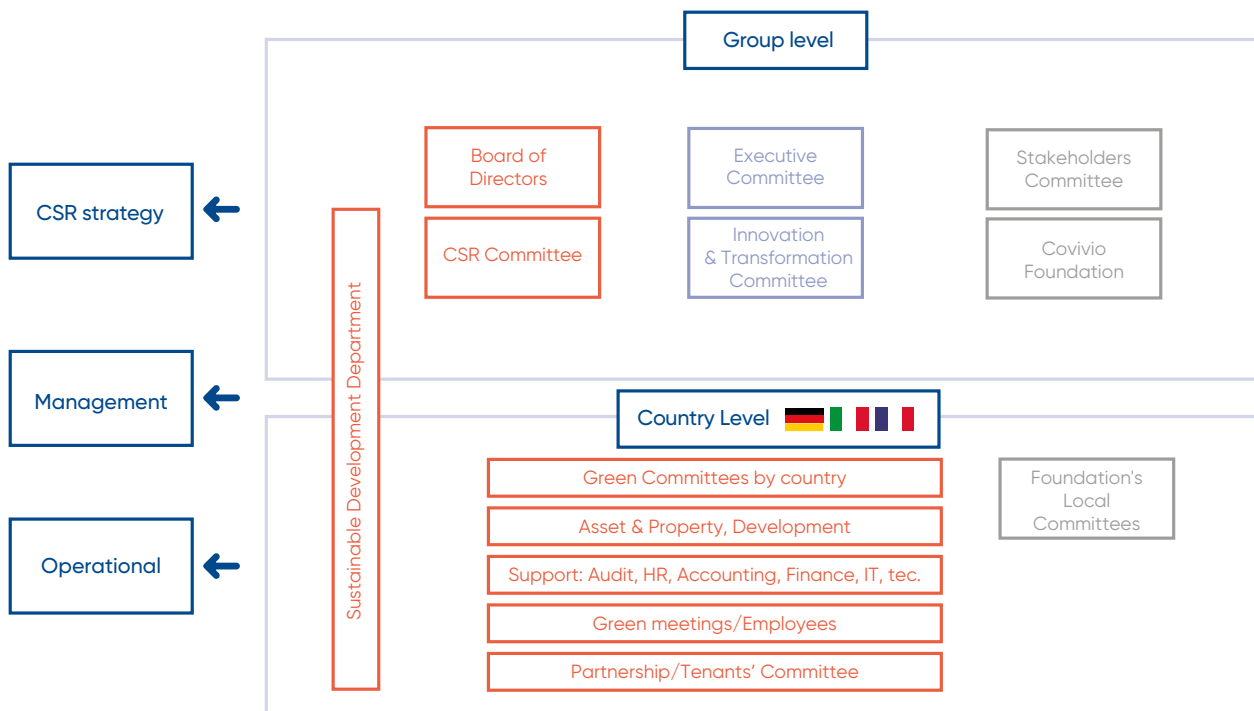 Group level
Board of
Directors
Executive
Committee
Stakeholders
Committee
CSR strategy
CSR Committee
Innovation
& Transformation
Committee
Covivio
Foundation
Sustainable Development Department
Management
Country Level
Green Committees by country
Foundation's
Local
Committees
Asset & Property, Development
Operational
Support: Audit, HR, Accounting, Finance, IT, tec.
Green meetings/Employees
Partnership/Tenants’ Committee